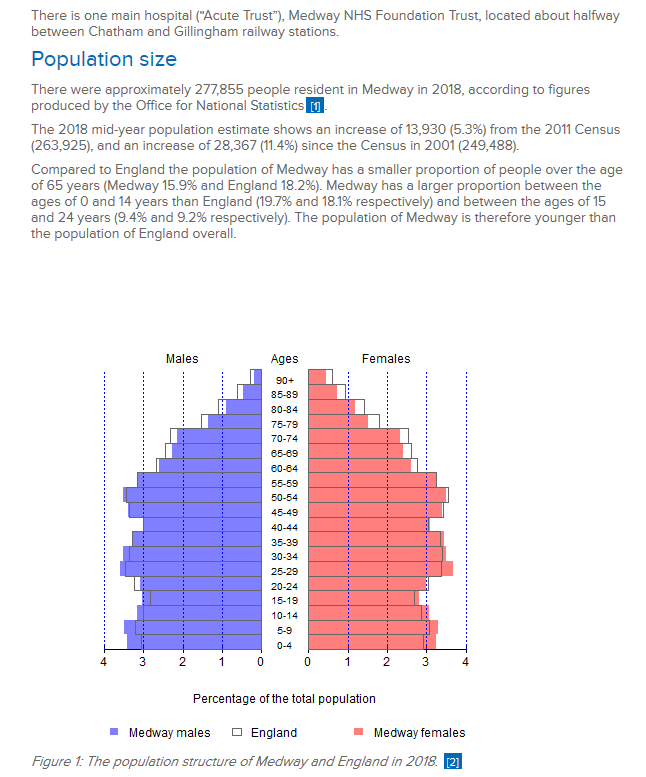 There is one main hospital (“Acute Trust”), Medway NHS Foundation Trust, located about halfway
between Chatham and Gillingham railway stations.
Population size
There were approximately 277,855 people resident in Medway in 2018, according to figures
produced by the Office for National Statistics [1].
The 2018 mid-year population estimate shows an increase of 13,930 (5.3%) from the 2011 Census
(263,925), and an increase of 28,367 (11.4%) since the Census in 2001 (249,488).
Compared to England the population of Medway has a smaller proportion of people over the age
of 65 years (Medway 15.9% and England 18.2%). Medway has a larger proportion between the
ages of 0 and 14 years than England (19.7% and 18.1% respectively) and between the ages of 15
and 24 years (9.4% and 9.2% respectively). The population of Medway is therefore younger than
the population of England overall.
Males Ages Females
90+
85-89
80-84
75-79
70-74
65-69
60-64
55-59
50-54
45-49
40-44
35-39
30-34
25-29
20-24
15-19
10-14
5-9
0-4
4 3 2 1 0 0 1 2 3 4
Percentage of the total population
Medway males England Medway females
Figure 1: The population structure of Medway and England in 2018. [2]